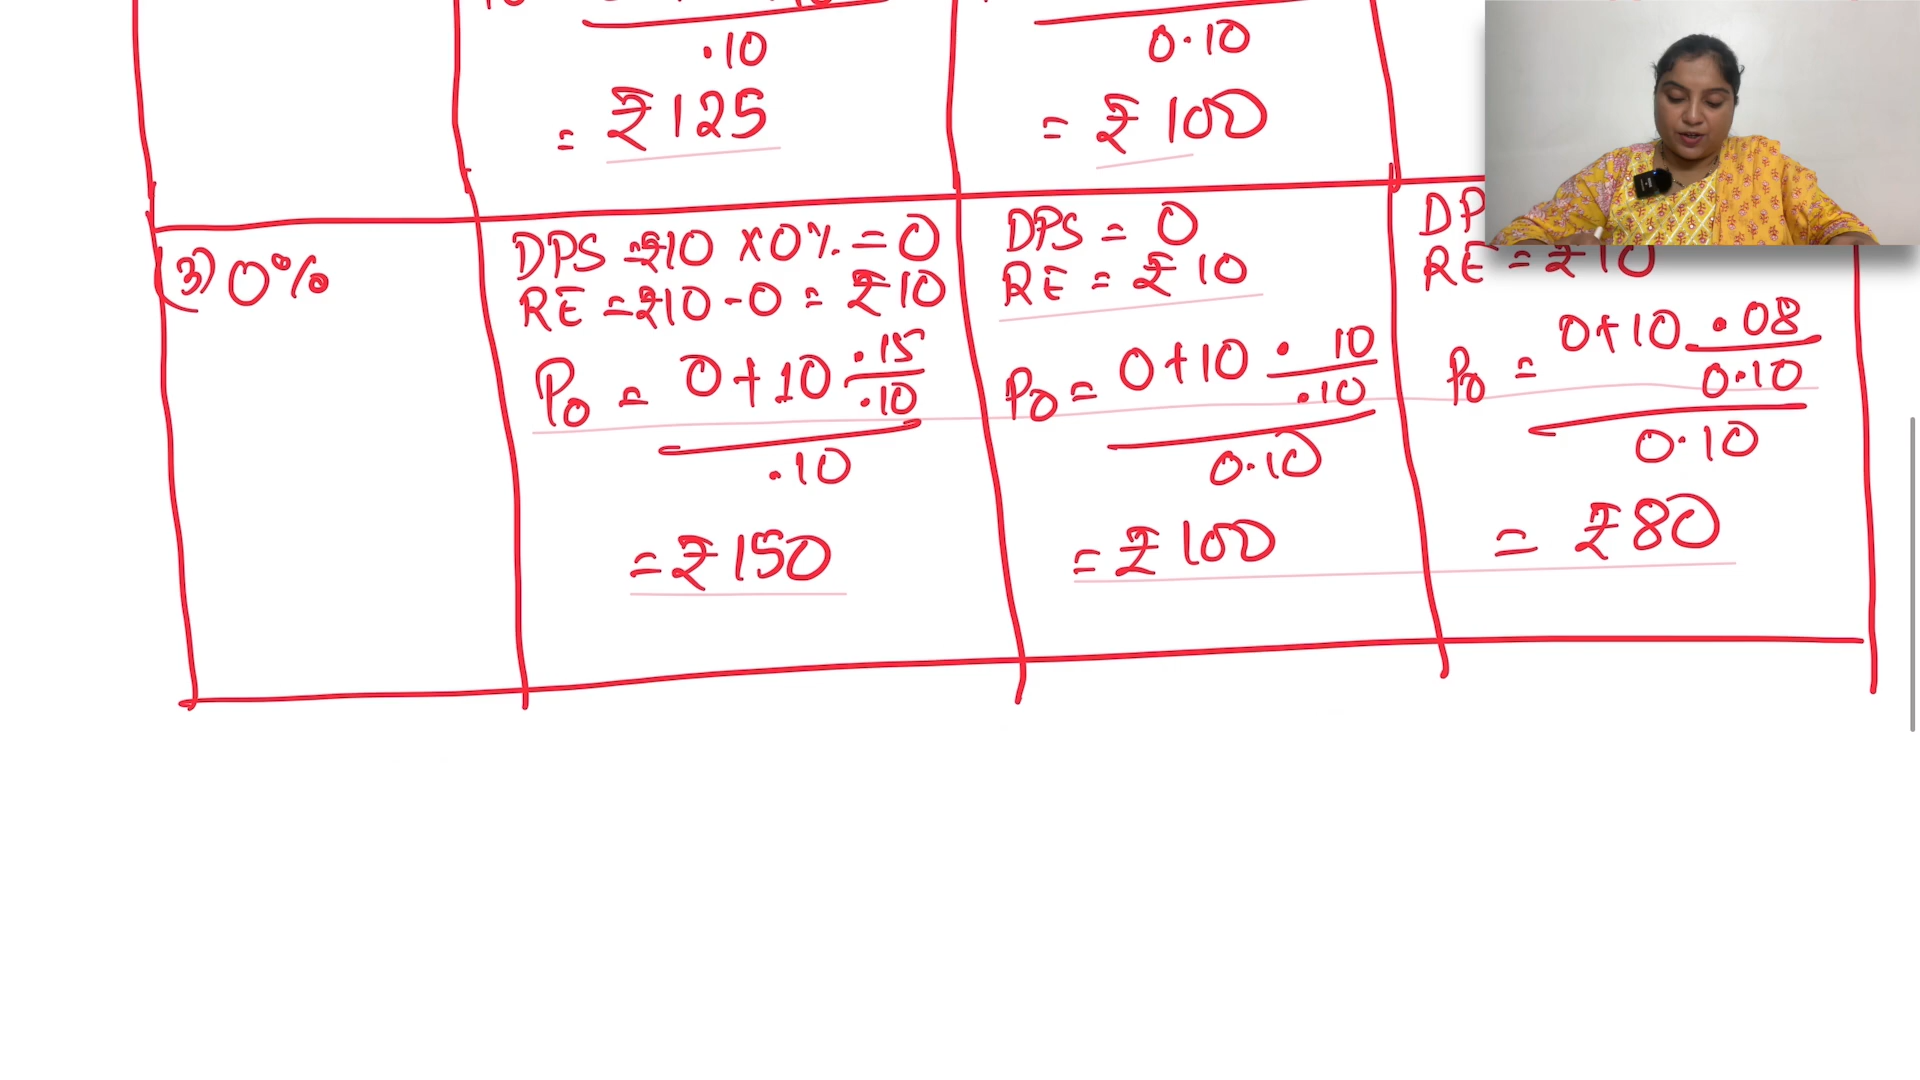 .10
= ₹125
0.10
= ₹100
(3) 0%
DPS = ₹10 × 0% = 0
RE = ₹10 - 0 = ₹10
P0 = 0 + 10 .15/.10
.10
= ₹150
DPS = 0
RE = ₹10
P0 = 0 + 10 .10/.10
0.10
= ₹100
DP
RE = ₹10
P0 = 0 + 10 .08/0.10
0.10
= ₹80